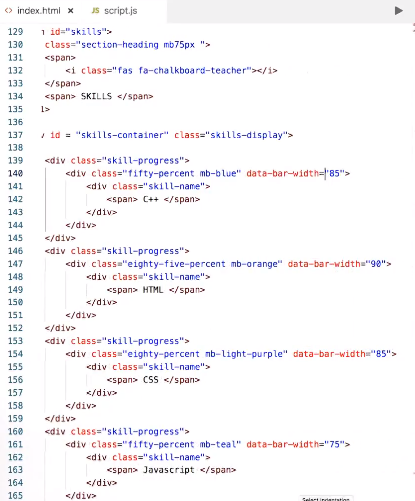 index.html × JS script.js
129 n id="skills">
130 class="section-heading mb75px ">
131 <span>
132 <i class="fas fa-chalkboard-teacher"></i>
133 </span>
134 <span> SKILLS </span>
135 l>
136
137 v id = "skills-container" class="skills-display">
138
139 <div class="skill-progress">
140 <div class="fifty-percent mb-blue" data-bar-width="85">
141 <div class="skill-name">
142 <span> C++ </span>
143 </div>
144 </div>
145 </div>
146 <div class="skill-progress">
147 <div class="eighty-five-percent mb-orange" data-bar-width="90">
148 <div class="skill-name">
149 <span> HTML </span>
150 </div>
151 </div>
152 </div>
153 <div class="skill-progress">
154 <div class="eighty-percent mb-light-purple" data-bar-width="85">
155 <div class="skill-name">
156 <span> CSS </span>
157 </div>
158 </div>
159 </div>
160 <div class="skill-progress">
161 <div class="fifty-percent mb-teal" data-bar-width="75">
162 <div class="skill-name">
163 <span> Javascript </span>
164 </div>
165 </div>
Select indentation